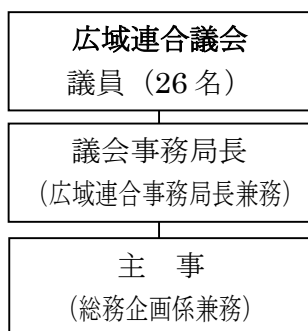 広域連合議会
議員（26名）
議会事務局長
（広域連合事務局長兼務）
主　事
（総務企画係兼務）